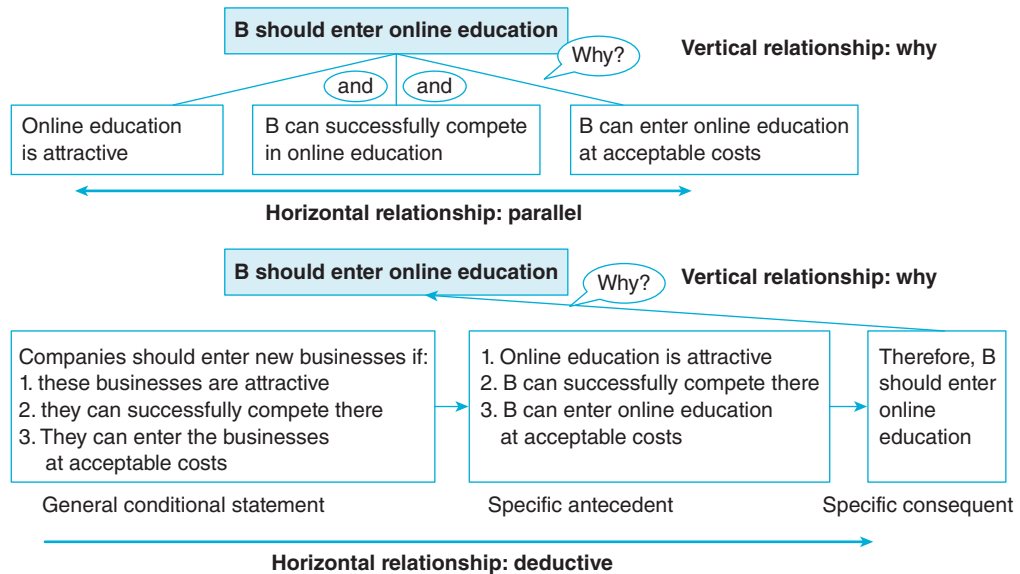 B should enter online education
Why?
Vertical relationship: why
and
and
Online education
is attractive
B can successfully compete
in online education
B can enter online education
at acceptable costs
Horizontal relationship: parallel
B should enter online education
Why?
Vertical relationship: why
Companies should enter new businesses if:
1. these businesses are attractive
2. they can successfully compete there
3. They can enter the businesses
at acceptable costs
1. Online education is attractive
2. B can successfully compete there
3. B can enter online education
at acceptable costs
Therefore, B
should enter
online
education
General conditional statement
Specific antecedent
Specific consequent
Horizontal relationship: deductive